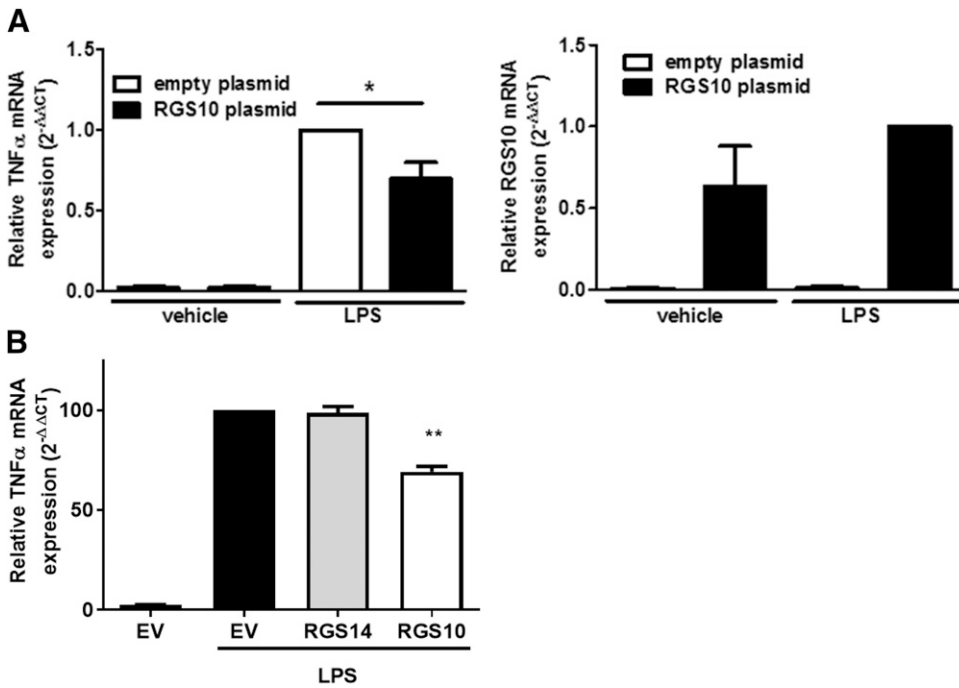 A
Relative TNFα mRNA
expression (2-ΔΔCT)
1.5
1.0
0.5
0.0
empty plasmid
RGS10 plasmid
*
vehicle
LPS
Relative RGS10 mRNA
expression (2-ΔΔCT)
1.5
1.0
0.5
0.0
empty plasmid
RGS10 plasmid
vehicle
LPS
B
Relative TNFα mRNA
expression (2-ΔΔCT)
100
50
0
**
EV
EV
RGS14
RGS10
LPS